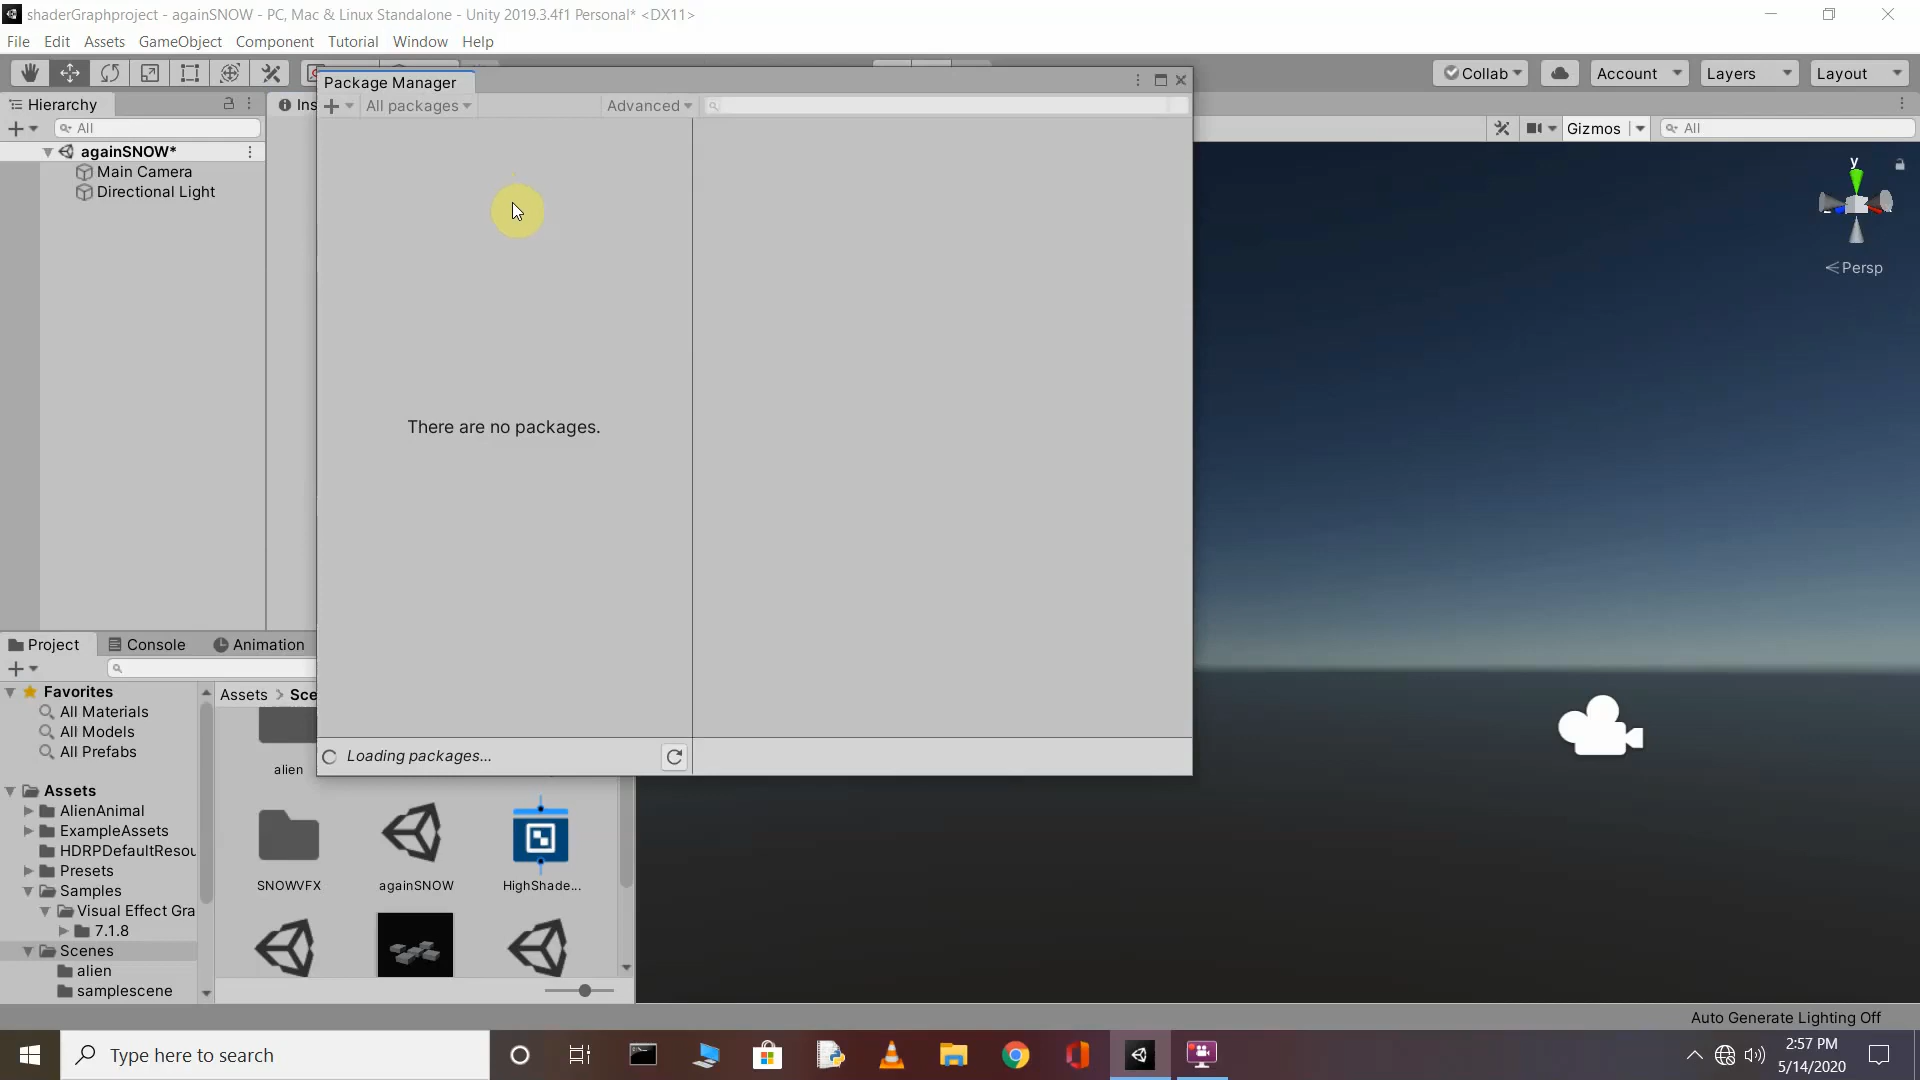 shaderGraphproject - againSNOW - PC, Mac & Linux Standalone - Unity 2019.3.4f1 Personal* <DX11>
File Edit Assets GameObject Component Tutorial Window Help
Collab Account Layers Layout
Hierarchy
All
againSNOW*
Main Camera
Directional Light
Ins
Package Manager
All packages
Advanced
There are no packages.
Loading packages...
Gizmos
All
y
Persp
Project Console Animation
Favorites
All Materials
All Models
All Prefabs
Assets
AlienAnimal
ExampleAssets
HDRPDefaultResou
Presets
Samples
Visual Effect Gra
7.1.8
Scenes
alien
samplescene
Assets > Sce
alien
SNOWVFX
againSNOW
HighShade...
Auto Generate Lighting Off
Type here to search
2:57 PM
5/14/2020